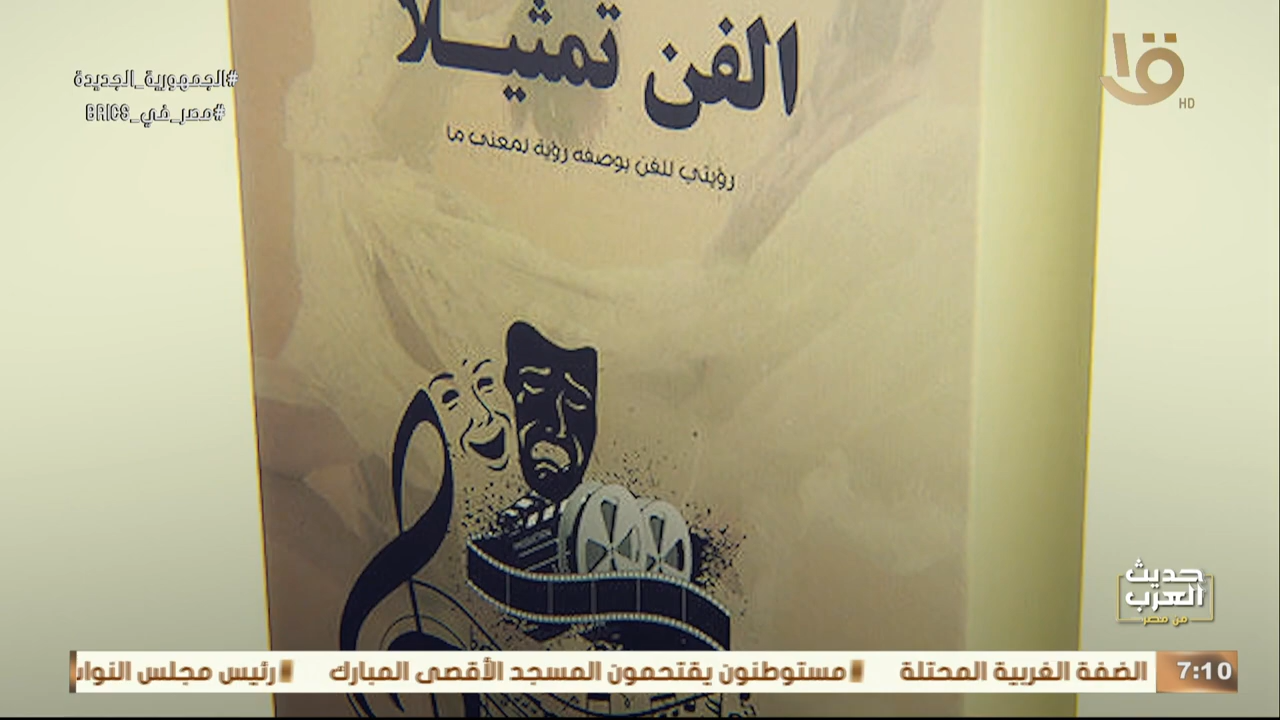 #الجمهورية_الجديدة
#مصر_في_BRICS
HD
الفن تمثيلا
رؤيتي للفن بوصفه رؤية لمعنى ما
PRODUCTION
حديث
العرب
من مصر
7:10
الضفة الغربية المحتلة مستوطنون يقتحمون المسجد الأقصى المبارك رئيس مجلس النواب